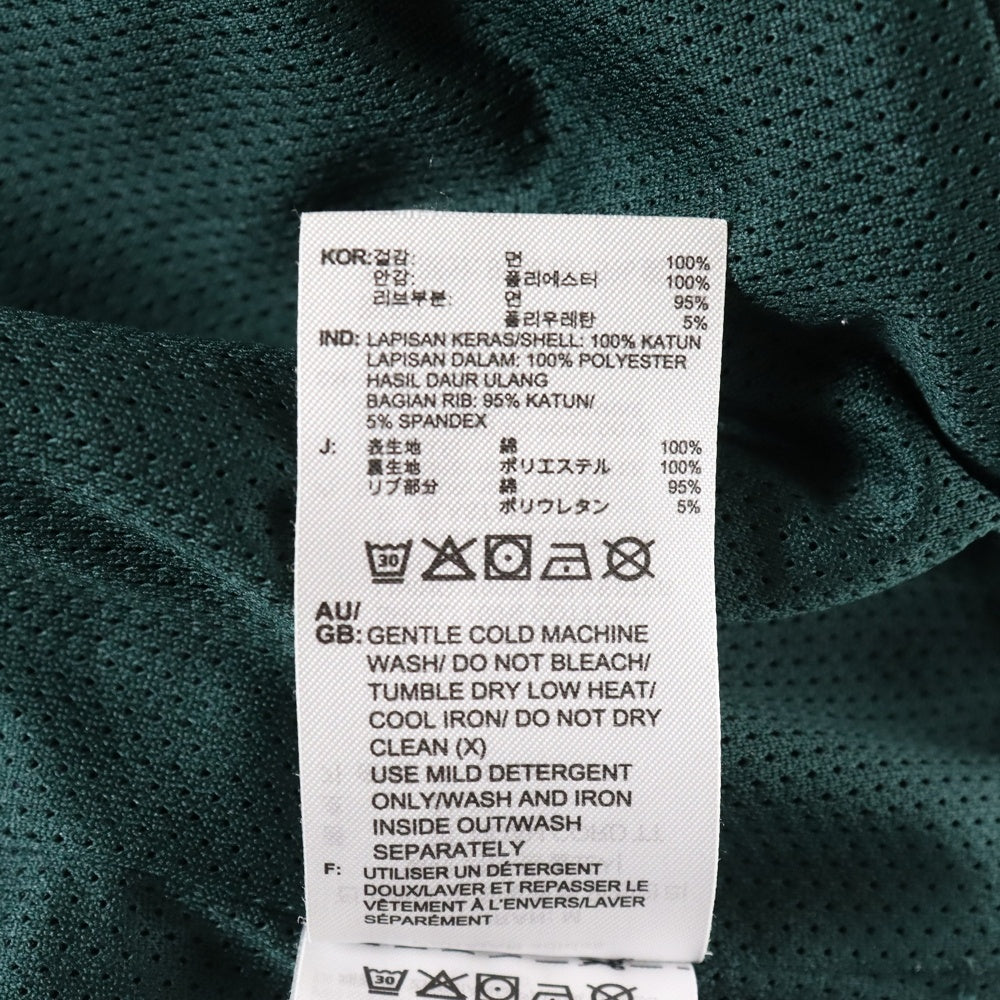 KOR: 겉감: 면 100%
안감: 폴리에스터 100%
리브부분: 면 95%
폴리우레탄 5%
IND: LAPISAN KERAS/SHELL: 100% KATUN
LAPISAN DALAM: 100% POLYESTER
HASIL DAUR ULANG
BAGIAN RIB: 95% KATUN/
5% SPANDEX
J: 表生地 綿 100%
裏生地 ポリエステル 100%
リブ部分 綿 95%
ポリウレタン 5%
30
AU/
GB: GENTLE COLD MACHINE
WASH/ DO NOT BLEACH/
TUMBLE DRY LOW HEAT/
COOL IRON/ DO NOT DRY
CLEAN (X)
USE MILD DETERGENT
ONLY/WASH AND IRON
INSIDE OUT/WASH
SEPARATELY
F: UTILISER UN DÉTERGENT
DOUX/LAVER ET REPASSER LE
VÊTEMENT À L'ENVERS/LAVER
SÉPARÉMENT
30